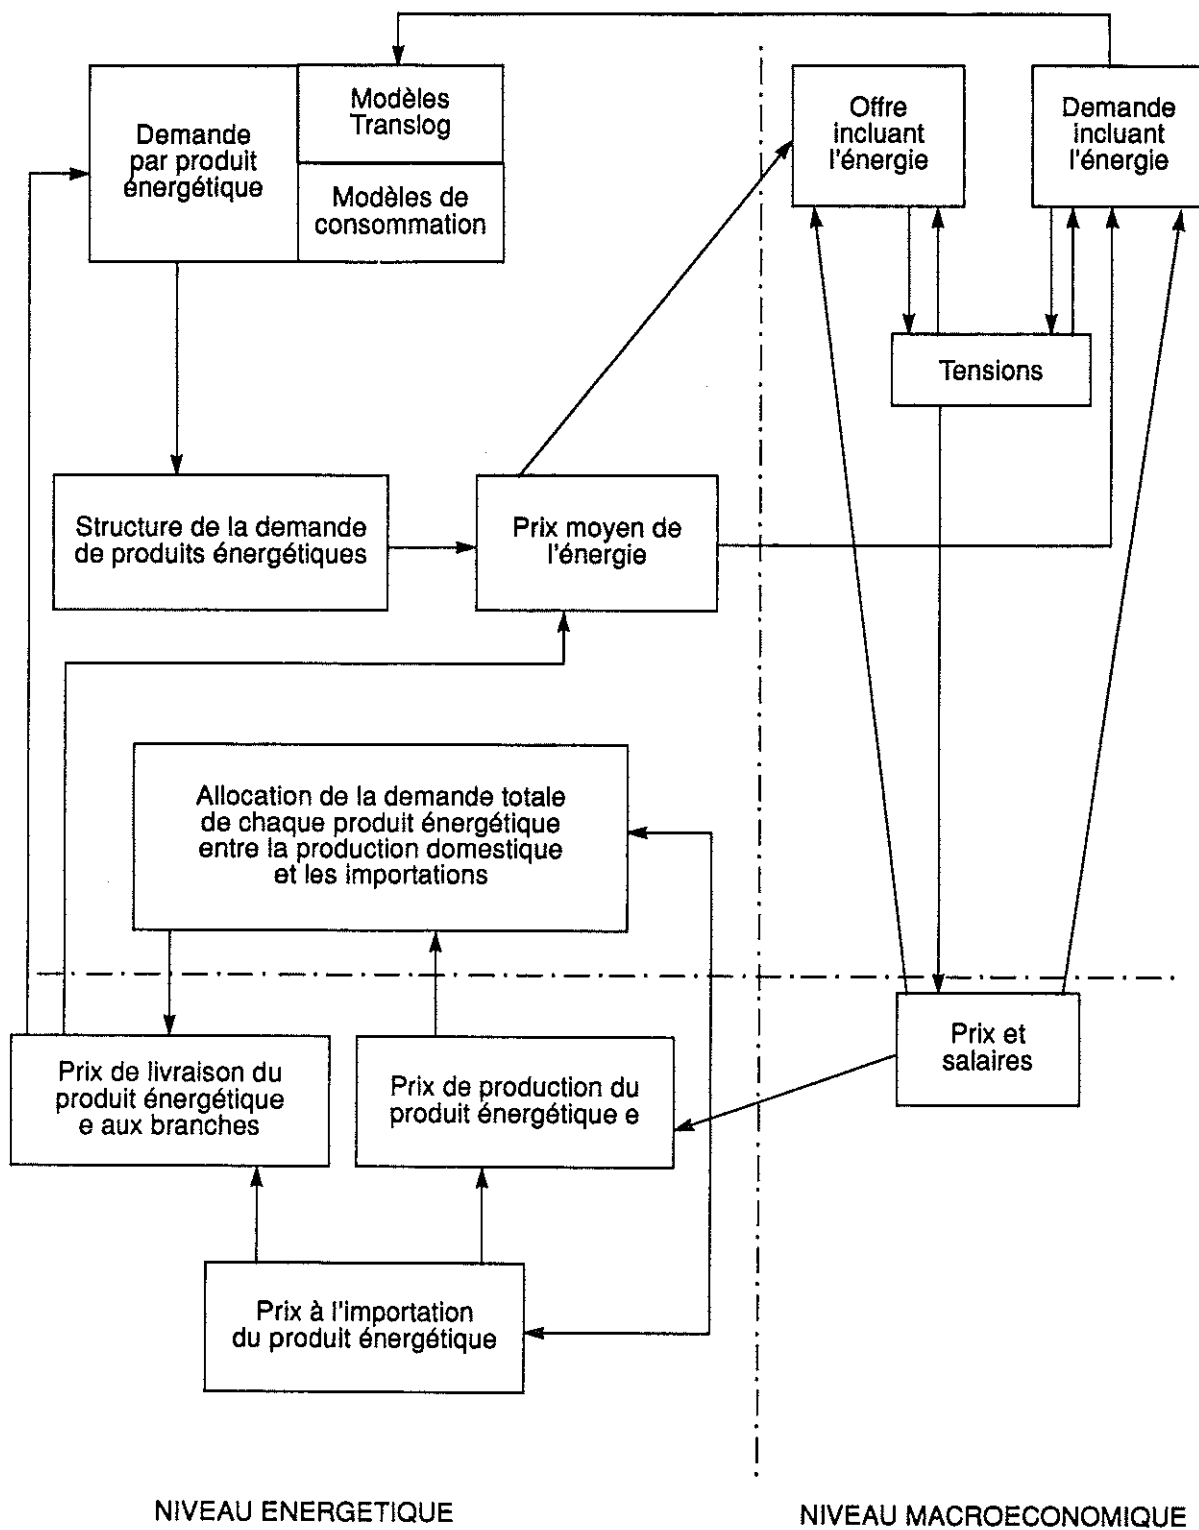 Demande
par produit
énergétique
Modèles
Translog
Modèles de
consommation
Offre
incluant
l'énergie
Demande
incluant
l'énergie
Tensions
Structure de la demande
de produits énergétiques
Prix moyen de
l'énergie
Allocation de la demande totale
de chaque produit énergétique
entre la production domestique
et les importations
Prix de livraison du
produit énergétique
e aux branches
Prix de production du
produit énergétique e
Prix et
salaires
Prix à l'importation
du produit énergétique
NIVEAU ENERGETIQUE
NIVEAU MACROECONOMIQUE